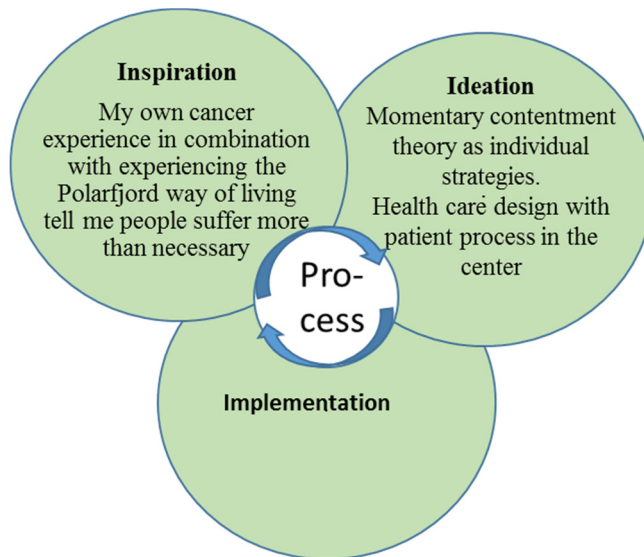 Inspiration
My own cancer
experience in combination
with experiencing the
Polarfjord way of living
tell me people suffer more
than necessary
Ideation
Momentary contentment
theory as individual
strategies.
Health care design with
patient process in the
center
Pro-
cess
Implementation